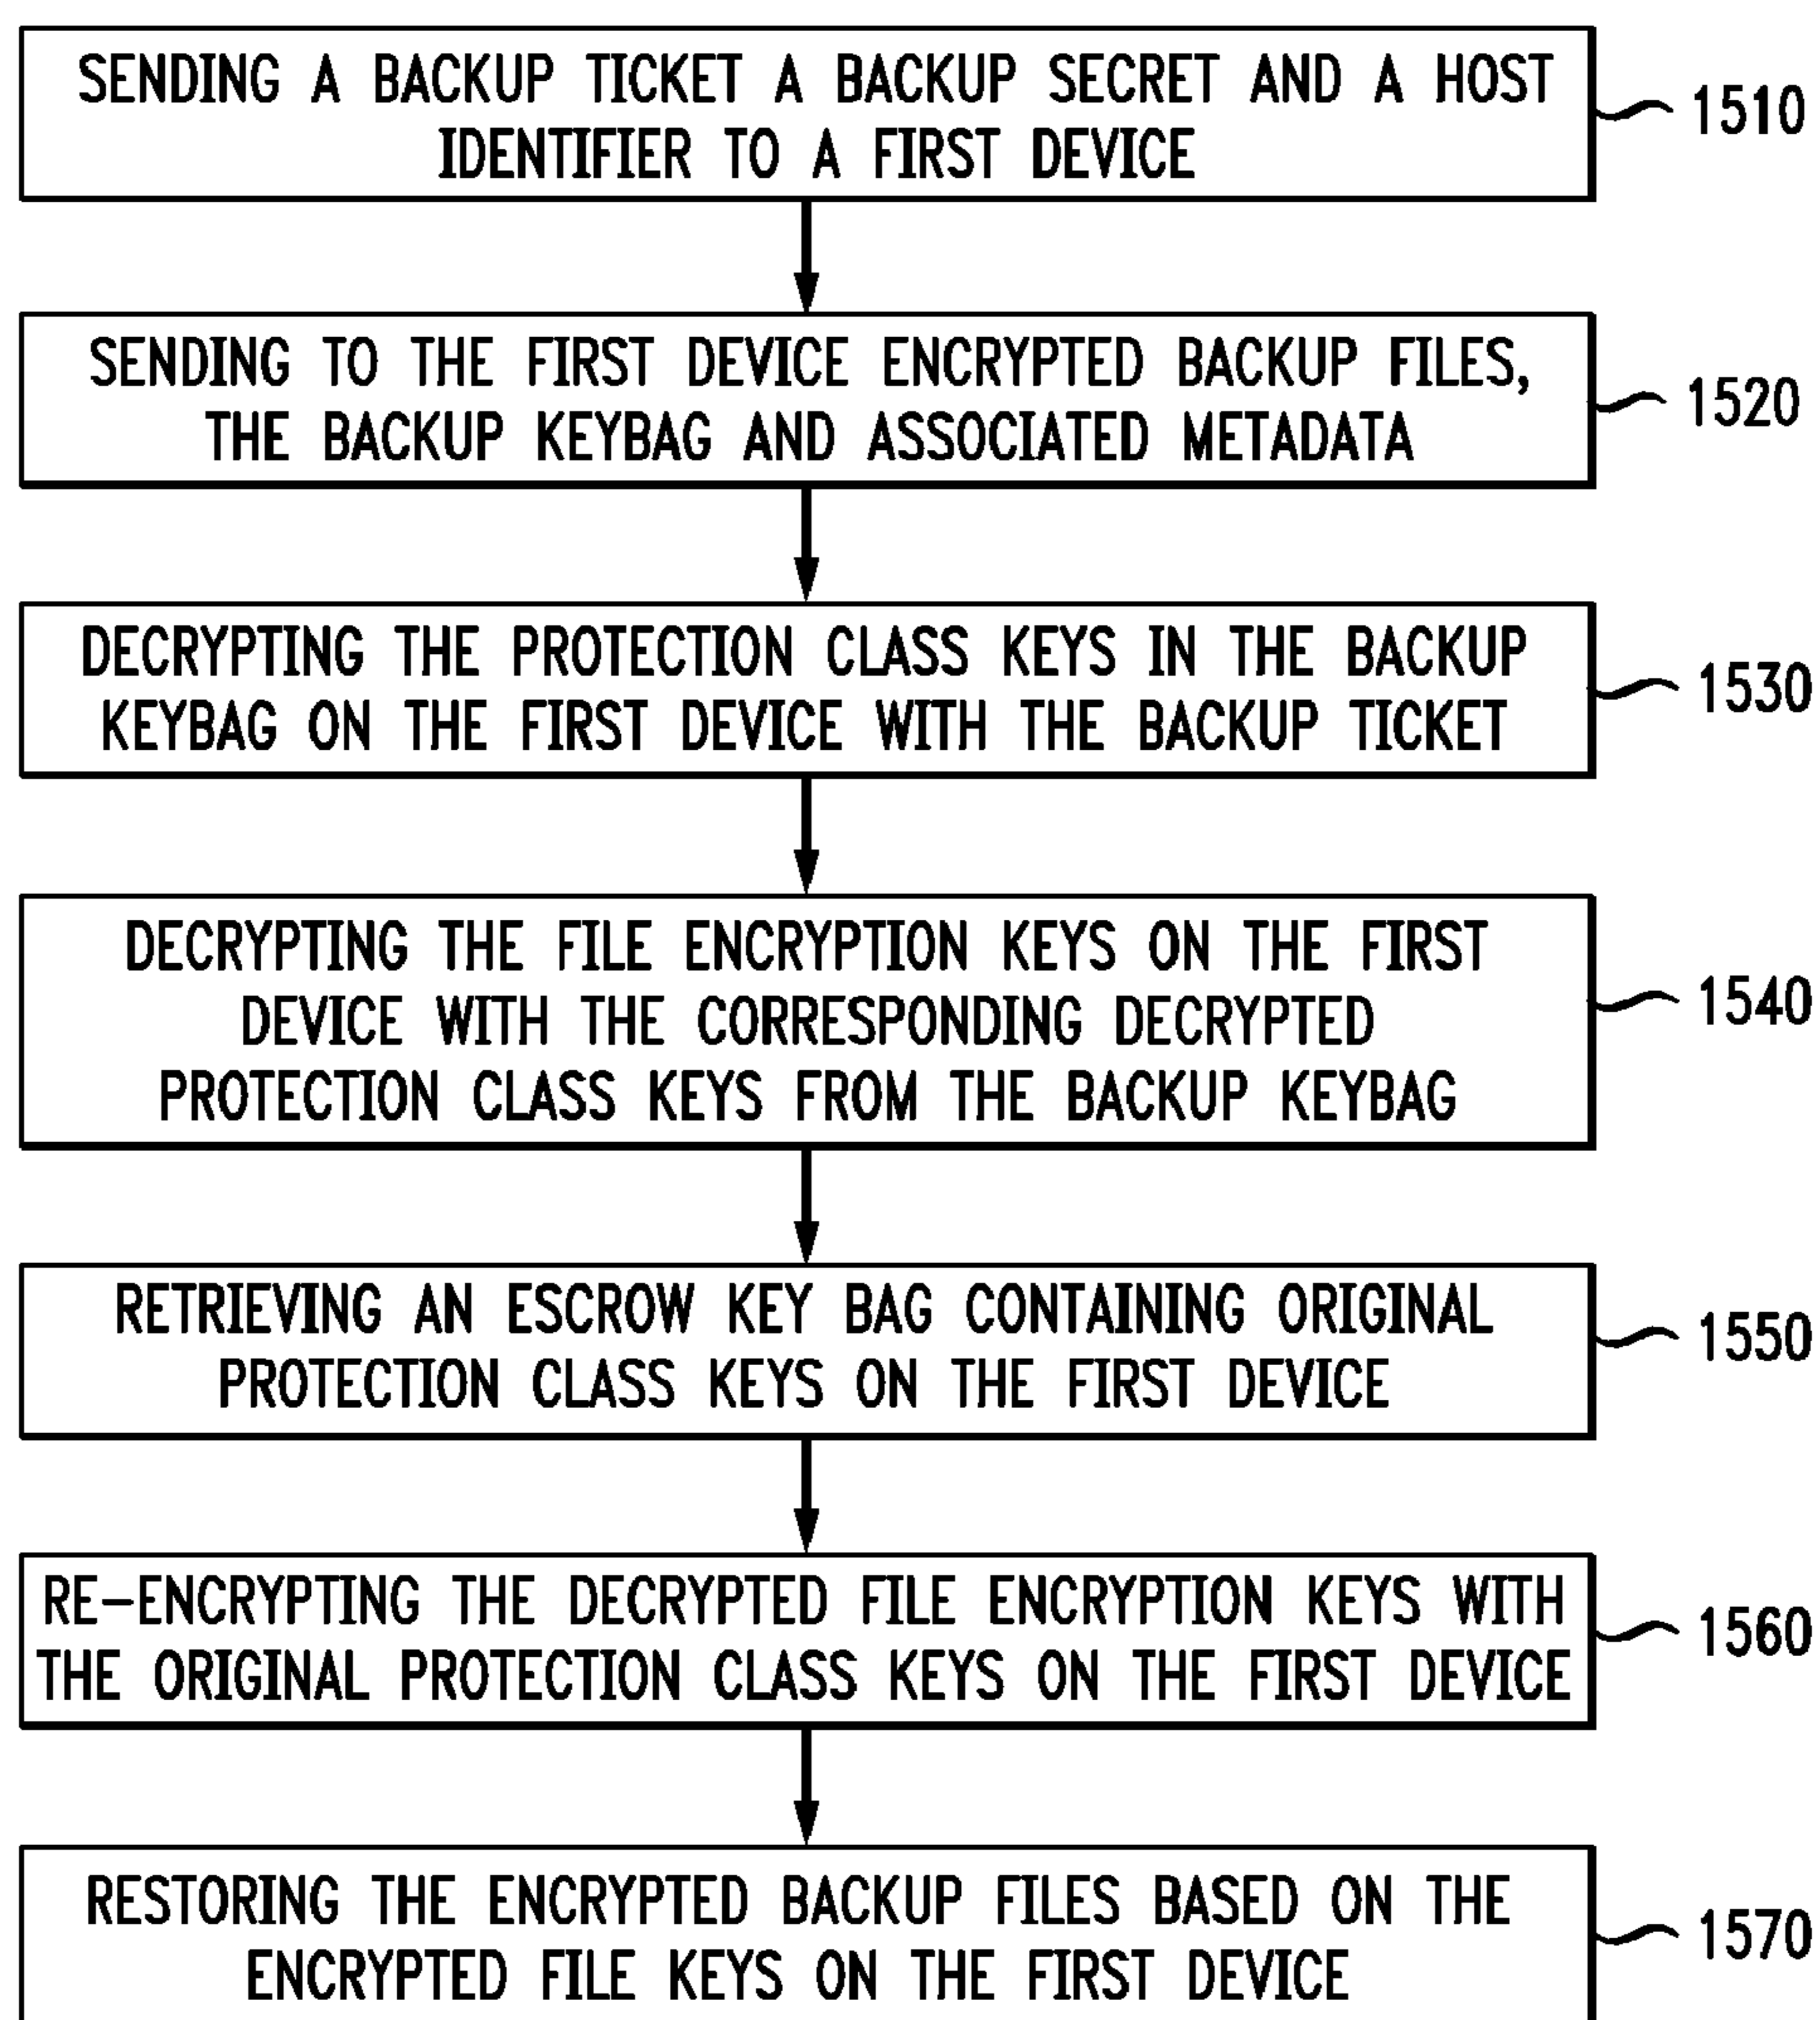 SENDING A BACKUP TICKET A BACKUP SECRET AND A HOST
IDENTIFIER TO A FIRST DEVICE
1510
SENDING TO THE FIRST DEVICE ENCRYPTED BACKUP FILES,
THE BACKUP KEYBAG AND ASSOCIATED METADATA
1520
DECRYPTING THE PROTECTION CLASS KEYS IN THE BACKUP
KEYBAG ON THE FIRST DEVICE WITH THE BACKUP TICKET
1530
DECRYPTING THE FILE ENCRYPTION KEYS ON THE FIRST
DEVICE WITH THE CORRESPONDING DECRYPTED
PROTECTION CLASS KEYS FROM THE BACKUP KEYBAG
1540
RETRIEVING AN ESCROW KEY BAG CONTAINING ORIGINAL
PROTECTION CLASS KEYS ON THE FIRST DEVICE
1550
RE-ENCRYPTING THE DECRYPTED FILE ENCRYPTION KEYS WITH
THE ORIGINAL PROTECTION CLASS KEYS ON THE FIRST DEVICE
1560
RESTORING THE ENCRYPTED BACKUP FILES BASED ON THE
ENCRYPTED FILE KEYS ON THE FIRST DEVICE
1570